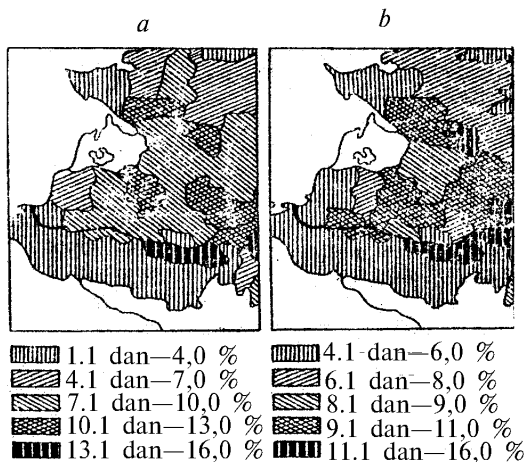 a b
1.1 dan—4,0 %
4.1 dan—7,0 %
7.1 dan—10,0 %
10.1 dan—13,0 %
13.1 dan—16,0 %
4.1 dan—6,0 %
6.1 dan—8,0 %
8.1 dan—9,0 %
9.1 dan—11,0 %
11.1 dan—16,0 %